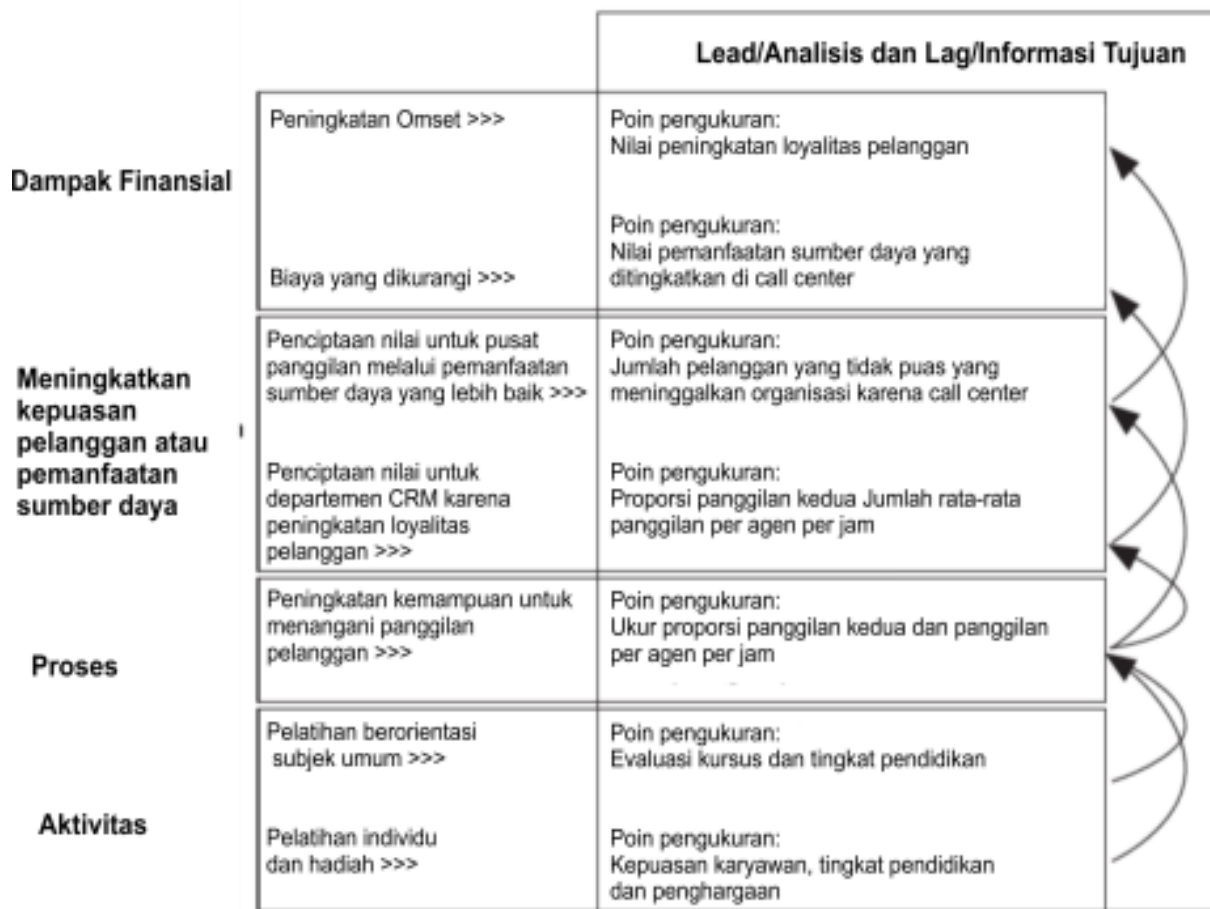 Lead/Analisis dan Lag/Informasi Tujuan
Dampak Finansial
Peningkatan Omset >>>
Poin pengukuran:
Nilai peningkatan loyalitas pelanggan
Biaya yang dikurangi >>>
Poin pengukuran:
Nilai pemanfaatan sumber daya yang
ditingkatkan di call center
Meningkatkan
kepuasan
pelanggan atau
pemanfaatan
sumber daya
Penciptaan nilai untuk pusat
panggilan melalui pemanfaatan
sumber daya yang lebih baik >>>
Poin pengukuran:
Jumlah pelanggan yang tidak puas yang
meninggalkan organisasi karena call center
Penciptaan nilai untuk
departemen CRM karena
peningkatan loyalitas
pelanggan >>>
Poin pengukuran:
Proporsi panggilan kedua Jumlah rata-rata
panggilan per agen per jam
Proses
Peningkatan kemampuan untuk
menangani panggilan
pelanggan >>>
Poin pengukuran:
Ukur proporsi panggilan kedua dan panggilan
per agen per jam
Aktivitas
Pelatihan berorientasi
subjek umum >>>
Poin pengukuran:
Evaluasi kursus dan tingkat pendidikan
Pelatihan individu
dan hadiah >>>
Poin pengukuran:
Kepuasan karyawan, tingkat pendidikan
dan penghargaan